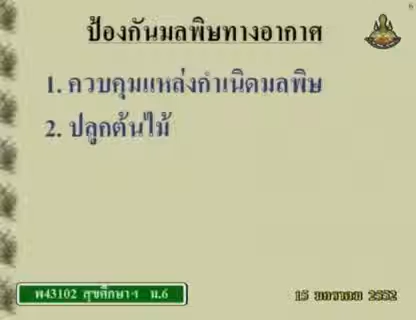 6
ป้องกันมลพิษทางอากาศ
1. ควบคุมแหล่งกำเนิดมลพิษ
2. ปลูกต้นไม้
พ43102 สุขศึกษาฯ ม.6
15 มกราคม 2552